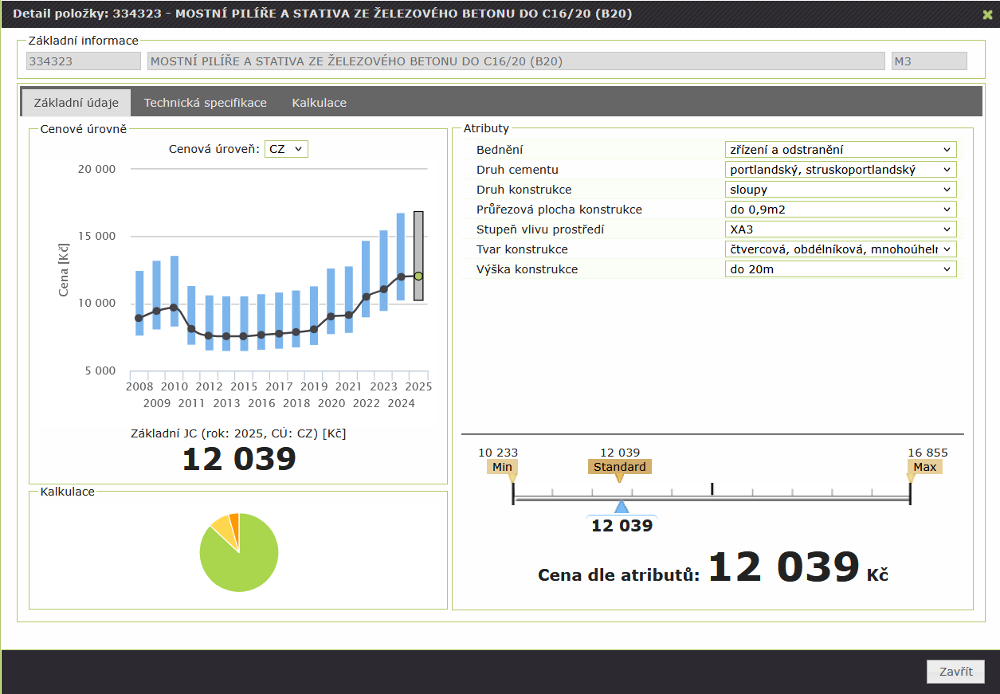 Detail položky: 334323 - MOSTNÍ PILÍŘE A STATIVA ZE ŽELEZOVÉHO BETONU DO C16/20 (B20)
Základní informace
334323 MOSTNÍ PILÍŘE A STATIVA ZE ŽELEZOVÉHO BETONU DO C16/20 (B20) M3
Základní údaje Technická specifikace Kalkulace
Cenové úrovně
Cenová úroveň: CZ
20 000
15 000
10 000
5 000
Cena [Kč]
2008 2010 2012 2015 2017 2019 2021 2023 2025
2009 2011 2013 2016 2018 2020 2022 2024
Základní JC (rok: 2025, CÚ: CZ) [Kč]
12 039
Kalkulace
Atributy
Bednění zřízení a odstranění
Druh cementu portlandský, struskoportlandský
Druh konstrukce sloupy
Průřezová plocha konstrukce do 0,9m2
Stupeň vlivu prostředí XA3
Tvar konstrukce čtvercová, obdélníková, mnohoúheln
Výška konstrukce do 20m
10 233 12 039 16 855
Min Standard Max
12 039
Cena dle atributů: 12 039 Kč
Zavřít